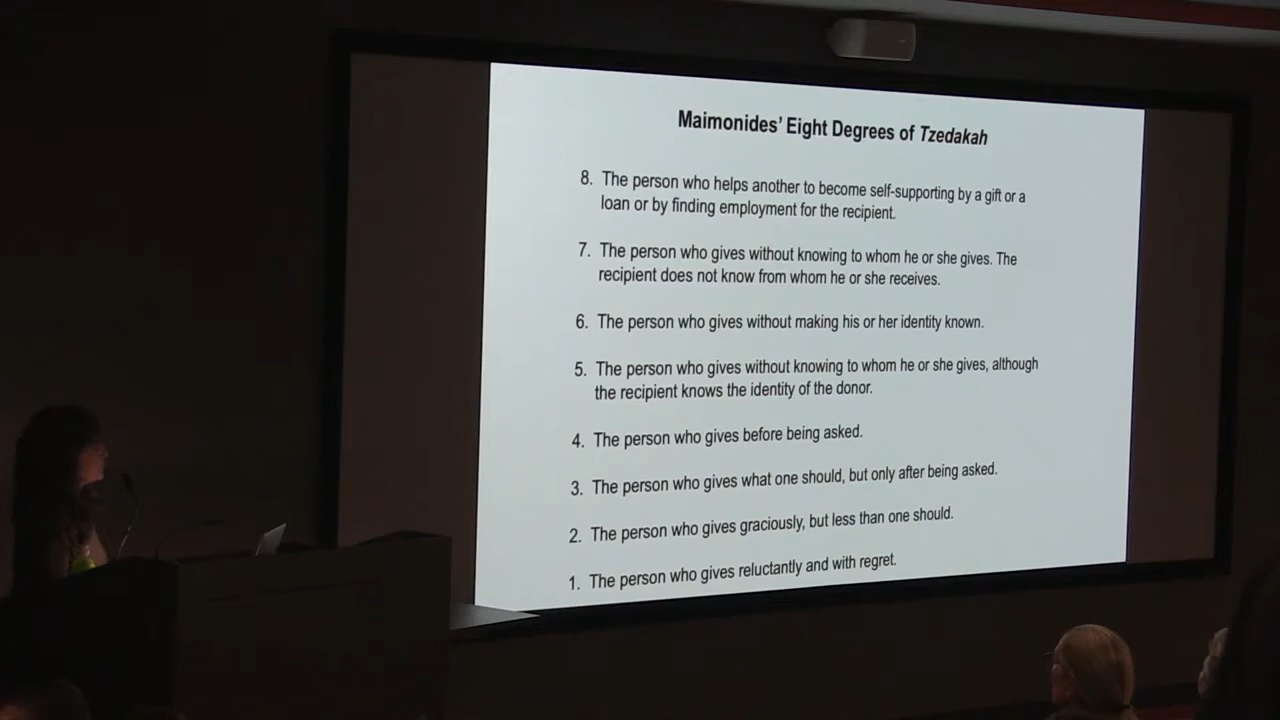 Maimonides' Eight Degrees of Tzedakah
8. The person who helps another to become self-supporting by a gift or a
loan or by finding employment for the recipient.
7. The person who gives without knowing to whom he or she gives. The
recipient does not know from whom he or she receives.
6. The person who gives without making his or her identity known.
5. The person who gives without knowing to whom he or she gives, although
the recipient knows the identity of the donor.
4. The person who gives before being asked.
3. The person who gives what one should, but only after being asked.
2. The person who gives graciously, but less than one should.
1. The person who gives reluctantly and with regret.